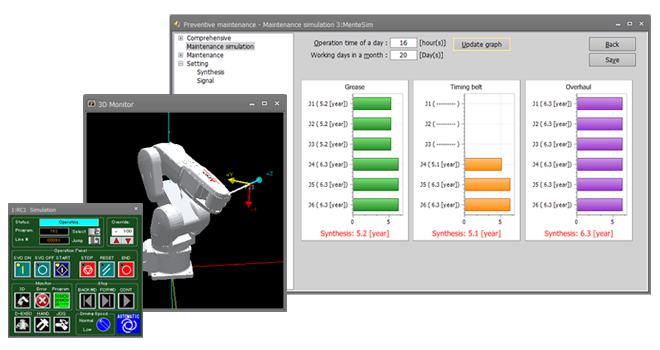 Preventive maintenance - Maintenance simulation 3:MenteSim
Comprehensive
Maintenance simulation
Maintenance
Setting
Synthesis
Signal
Operation time of a day : 16 [hour(s)] Update graph
Working days in a month : 20 [Day(s)]
Back
Save
Grease
J1 ( 5.2 [year])
J2 ( 5.2 [year])
J3 ( 5.2 [year])
J4 ( 6.3 [year])
J5 ( 6.3 [year])
J6 ( 6.3 [year])
0 5
Synthesis: 5.2 [year]
Timing belt
J1 ( --------- )
J2 ( --------- )
J3 ( --------- )
J4 ( 5.1 [year])
J5 ( 6.3 [year])
J6 ( 6.3 [year])
0 5
Synthesis: 5.1 [year]
Overhaul
J1 ( 6.3 [year])
J2 ( 6.3 [year])
J3 ( 6.3 [year])
J4 ( 6.3 [year])
J5 ( 6.3 [year])
J6 ( 6.3 [year])
0 5
Synthesis: 6.3 [year]
3D Monitor
1:RC1 Simulation
Status: Operating Override:
Program: Select 100
Line #: Jump
Operation Panel
SVO ON SVO OFF START STOP RESET END
Monitor Step
3D Error Program BACKWD FORWD CONT
D-EXEC HAND JOG
Driving Speed
Normal
Low
AUTOMATIC